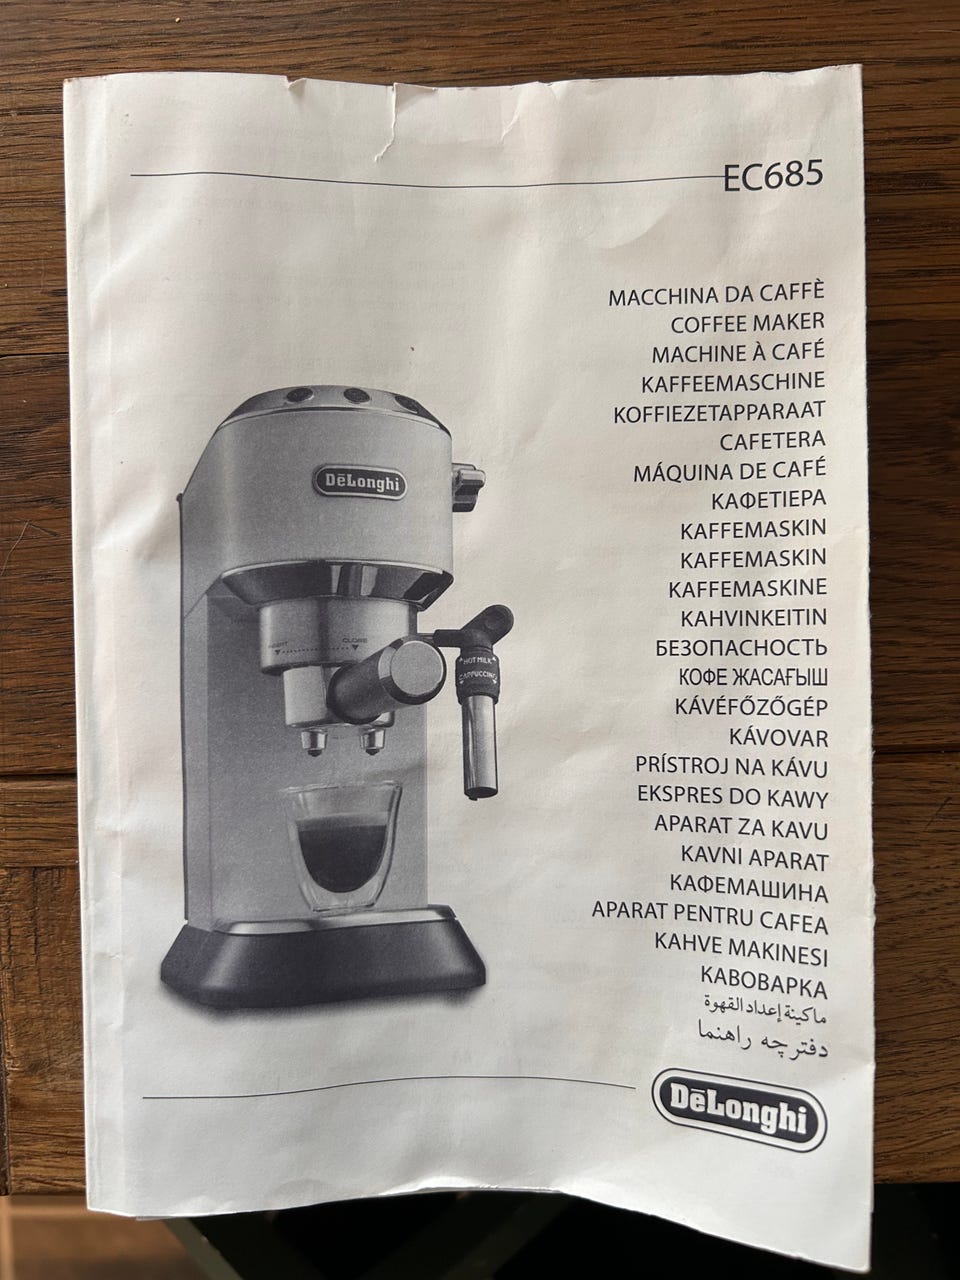 EC685
MACCHINA DA CAFFÈ
COFFEE MAKER
MACHINE À CAFÉ
KAFFEEMASCHINE
KOFFIEZETAPPARAAT
CAFETERA
MÁQUINA DE CAFÉ
ΚΑΦΕΤΙΕΡΑ
KAFFEMASKIN
KAFFEMASKIN
KAFFEMASKINE
KAHVINKEITIN
БЕЗОПАСНОСТЬ
КОФЕ ЖАСАҒЫШ
KÁVÉFŐZŐGÉP
KÁVOVAR
PRÍSTROJ NA KÁVU
EKSPRES DO KAWY
APARAT ZA KAVU
KAVNI APARAT
КАФЕМАШИНА
APARAT PENTRU CAFEA
KAHVE MAKINESI
КАВОВАРКА
ماكينة إعداد القهوة
دفترچه راهنما
DeLonghi
CLOSE
HOT MILK
CAPPUCCINO
DēLonghi